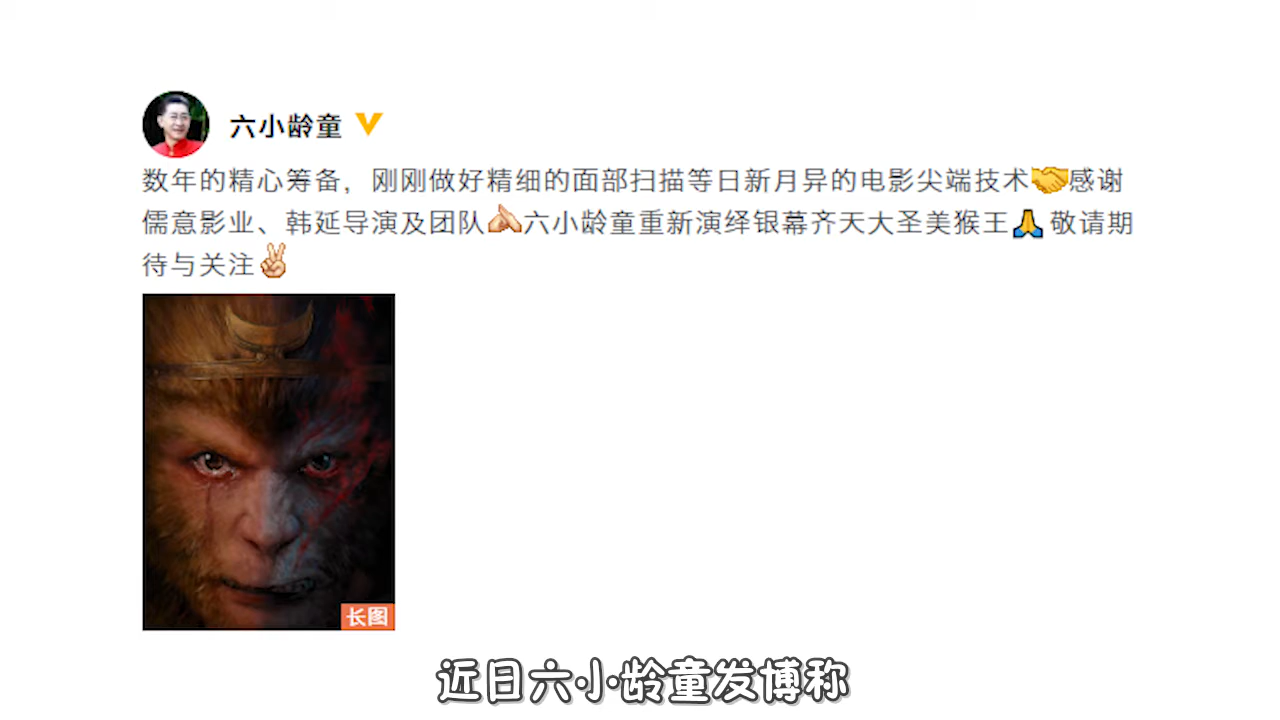 六小龄童
数年的精心筹备，刚刚做好精细的面部扫描等日新月异的电影尖端技术🤝感谢
儒意影业、韩延导演及团队👍六小龄童重新演绎银幕齐天大圣美猴王🙏敬请期
待与关注✌
长图
近日六小龄童发博称